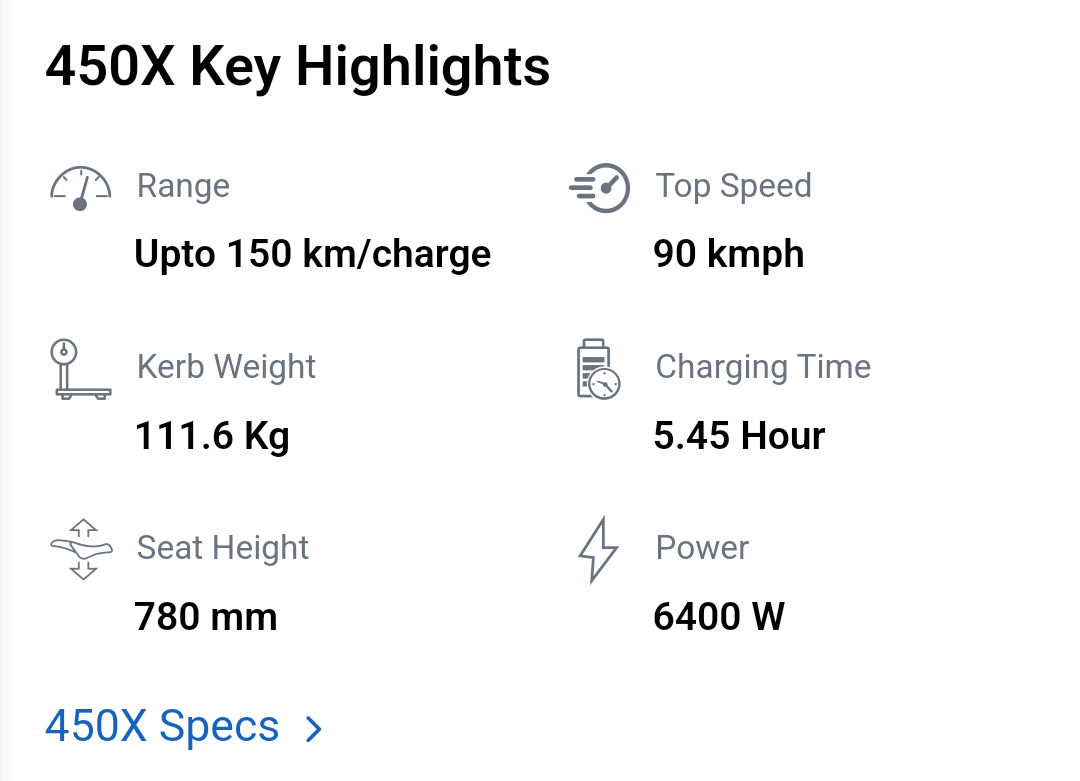 450X Key Highlights
Range
Upto 150 km/charge
Top Speed
90 kmph
Kerb Weight
111.6 Kg
Charging Time
5.45 Hour
Seat Height
780 mm
Power
6400 W
450X Specs